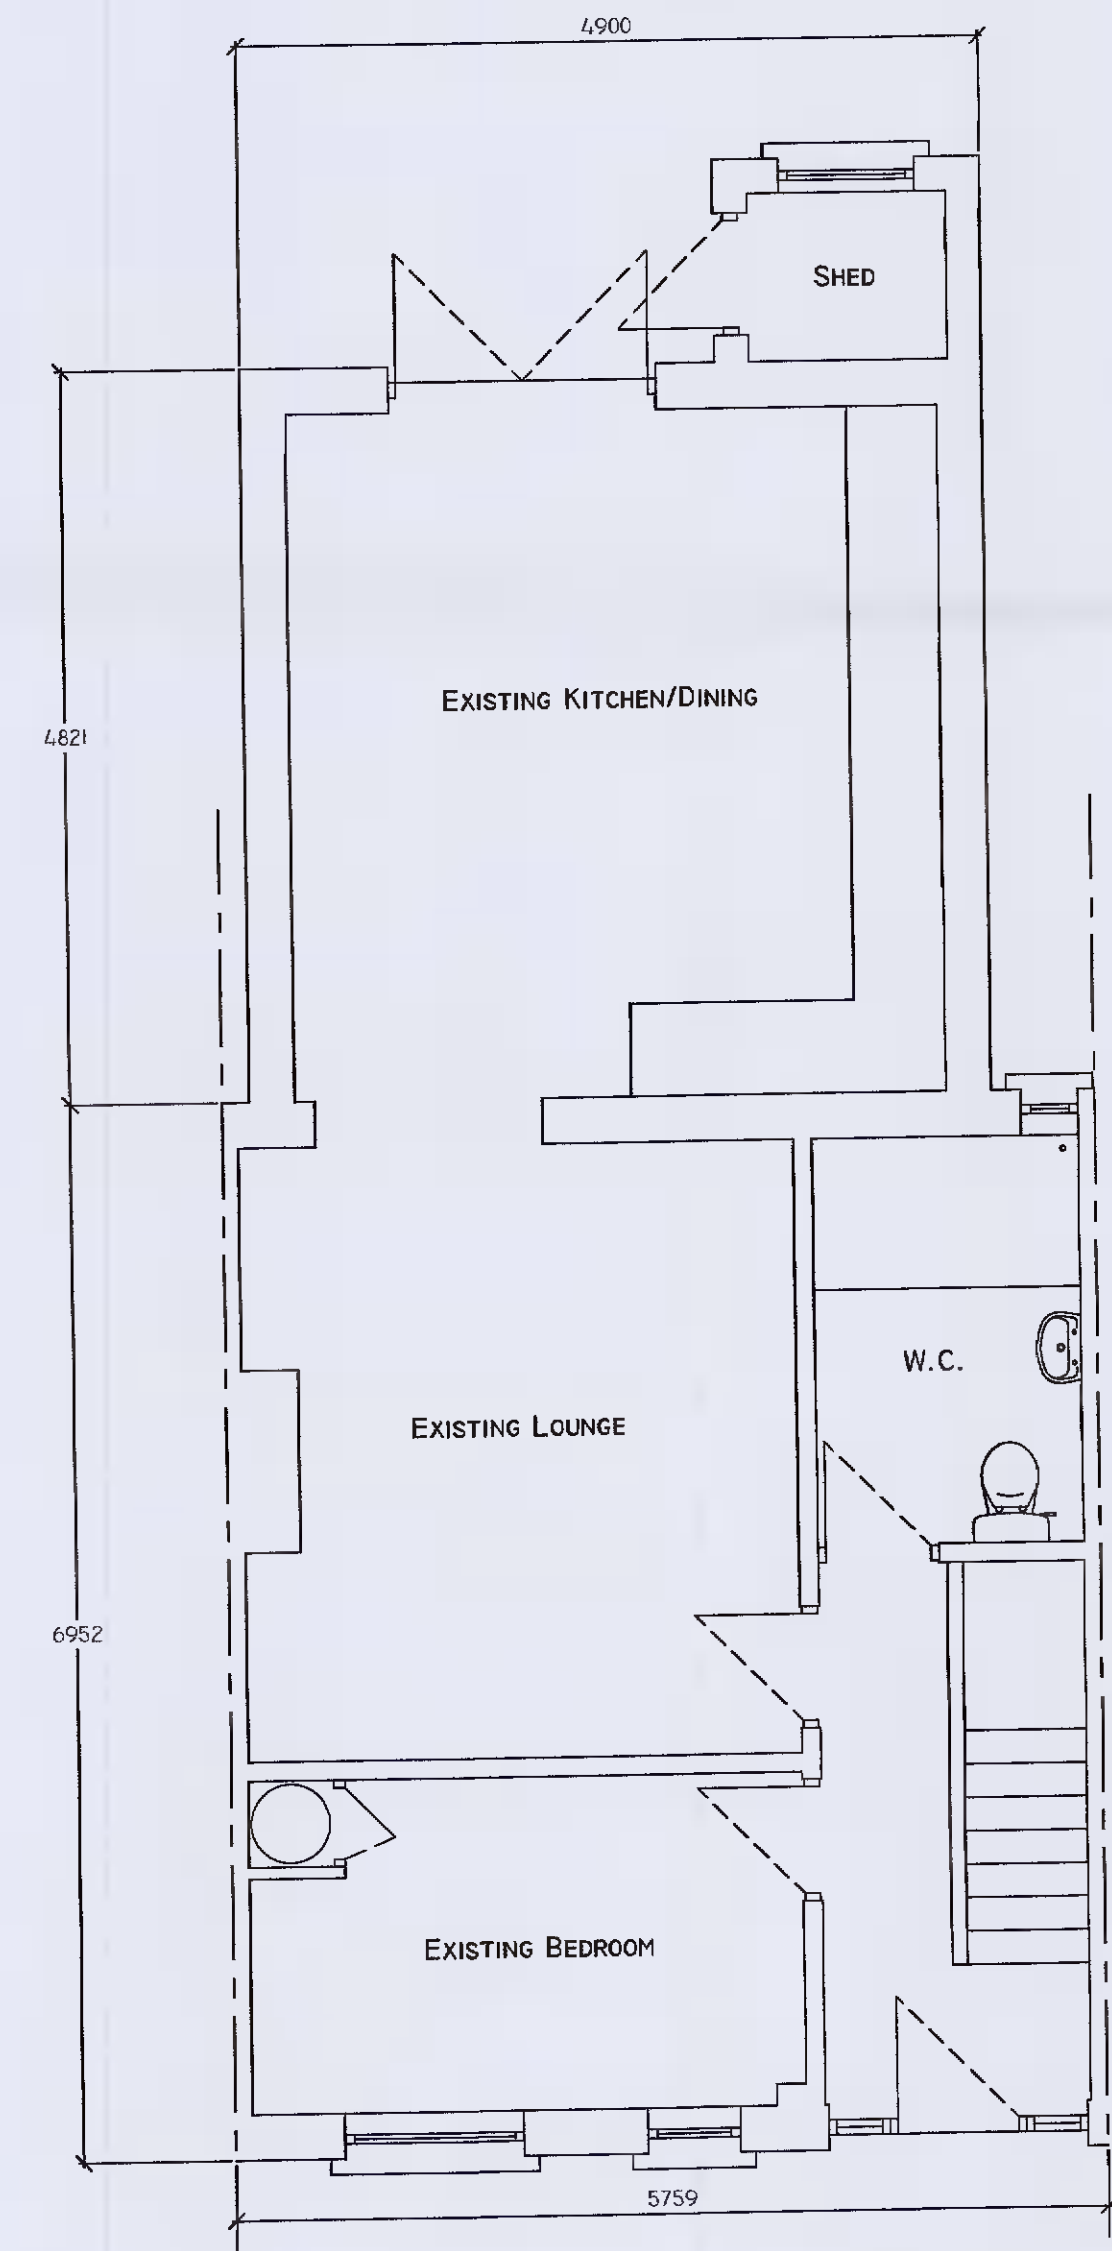 4900
SHED
EXISTING KITCHEN/DINING
4821
W.C.
EXISTING LOUNGE
6952
EXISTING BEDROOM
5759